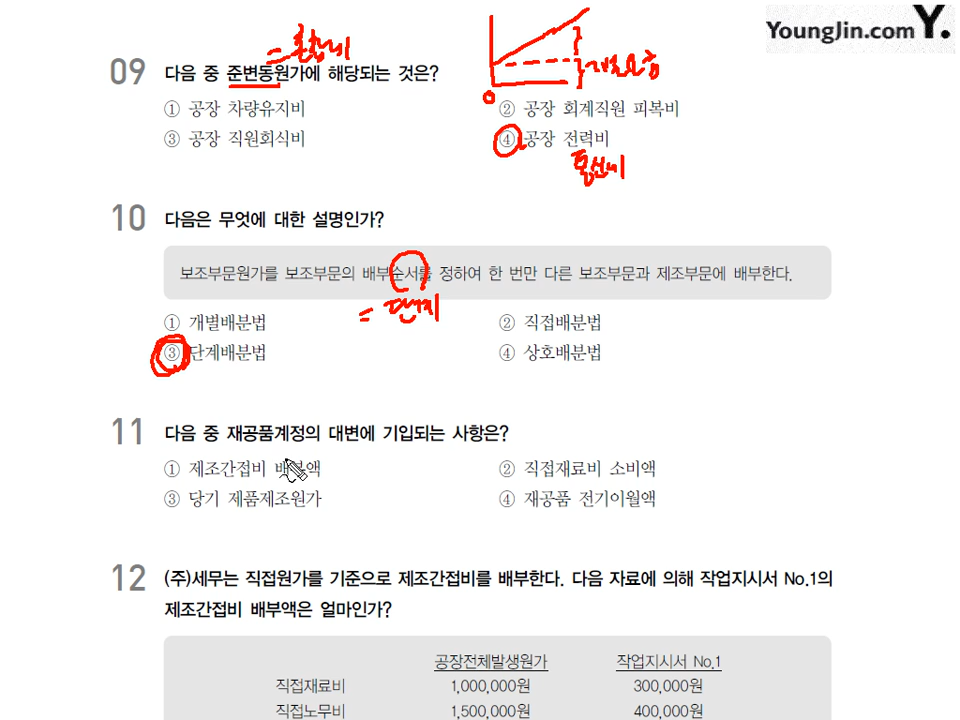 YoungJin.com Y.
= 혼합비
09 다음 중 준변동원가에 해당되는 것은?
① 공장 차량유지비 ② 공장 회계직원 피복비
③ 공장 직원회식비 ④ 공장 전력비
통신비
10 다음은 무엇에 대한 설명인가?
보조부문원가를 보조부문의 배부순서를 정하여 한 번만 다른 보조부문과 제조부문에 배부한다.
= 단계
① 개별배분법 ② 직접배분법
③ 단계배분법 ④ 상호배분법
11 다음 중 재공품계정의 대변에 기입되는 사항은?
① 제조간접비 배부액 ② 직접재료비 소비액
③ 당기 제품제조원가 ④ 재공품 전기이월액
12 (주)세무는 직접원가를 기준으로 제조간접비를 배부한다. 다음 자료에 의해 작업지시서 No.1의
제조간접비 배부액은 얼마인가?
공장전체발생원가 작업지시서 No.1
직접재료비 1,000,000원 300,000원
직접노무비 1,500,000원 400,000원